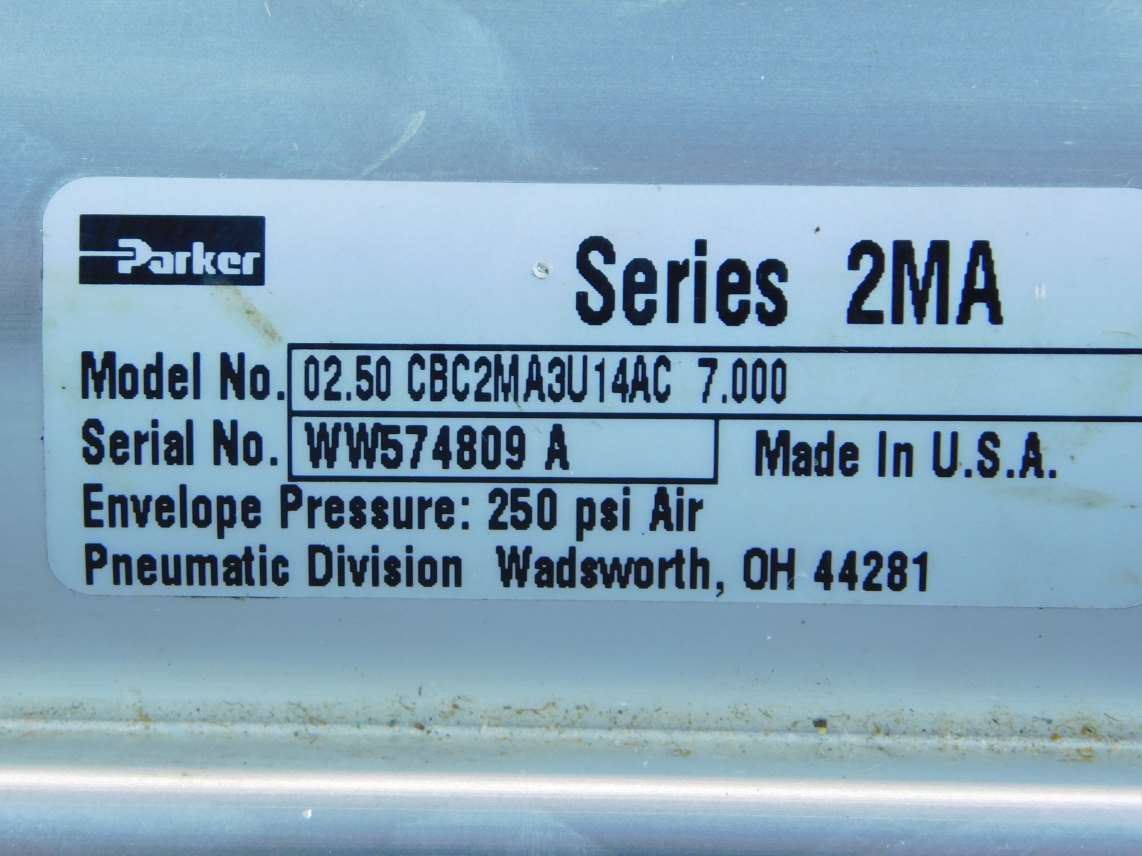 Parker
Series 2MA
Model No. 02.50 CBC2MA3U14AC 7.000
Serial No. WW574809 A Made In U.S.A.
Envelope Pressure: 250 psi Air
Pneumatic Division Wadsworth, OH 44281